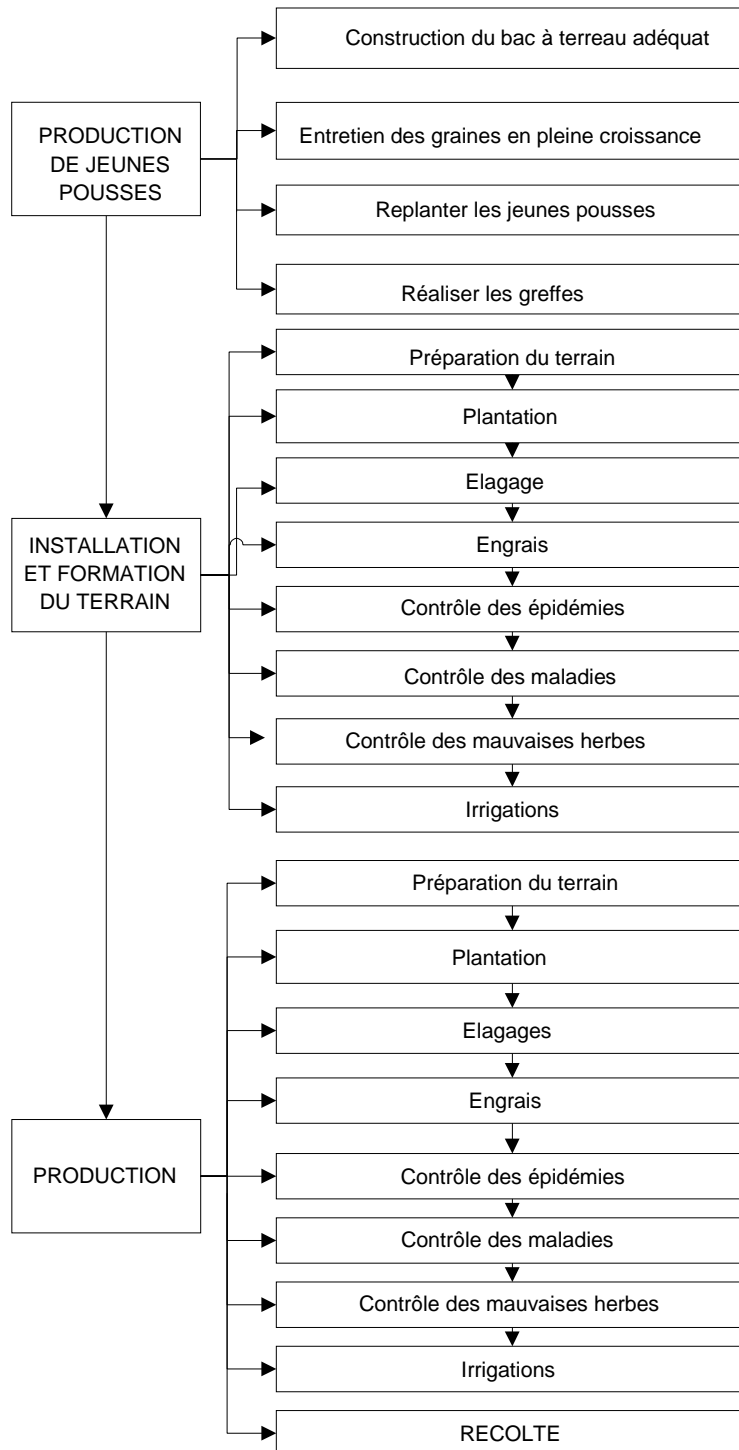 Construction du bac à terreau adéquat
PRODUCTION
DE JEUNES
POUSSES
Entretien des graines en pleine croissance
Replanter les jeunes pousses
Réaliser les greffes
Préparation du terrain
Plantation
Elagage
INSTALLATION
ET FORMATION
DU TERRAIN
Engrais
Contrôle des épidémies
Contrôle des maladies
Contrôle des mauvaises herbes
Irrigations
Préparation du terrain
Plantation
Elagages
Engrais
PRODUCTION
Contrôle des épidémies
Contrôle des maladies
Contrôle des mauvaises herbes
Irrigations
RECOLTE